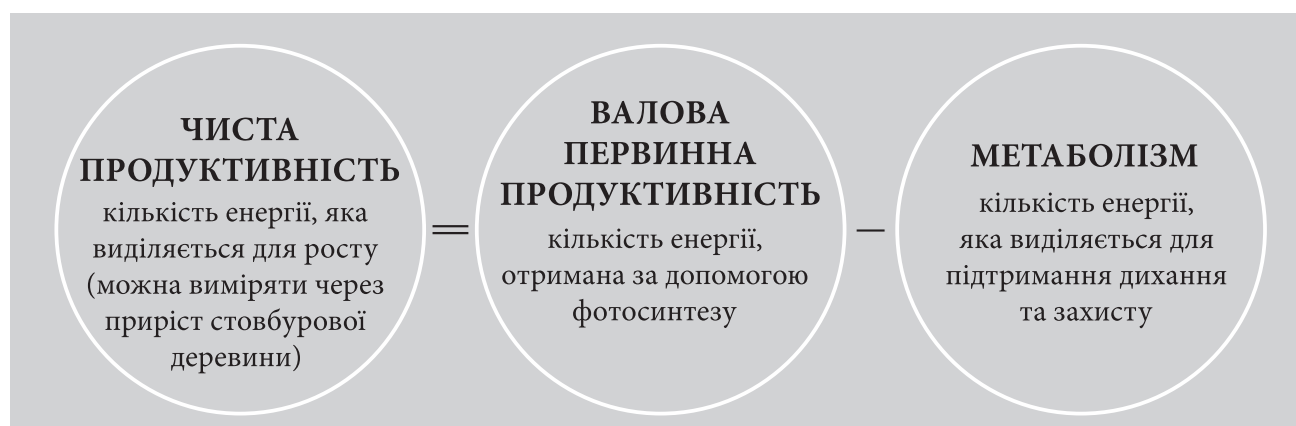 ЧИСТА
ПРОДУКТИВНІСТЬ
кількість енергії, яка
виділяється для росту
(можна виміряти через
приріст стовбурової
деревини)
=
ВАЛОВА
ПЕРВИННА
ПРОДУКТИВНІСТЬ
кількість енергії,
отримана за допомогою
фотосинтезу
—
МЕТАБОЛІЗМ
кількість енергії,
яка виділяється для
підтримання дихання
та захисту